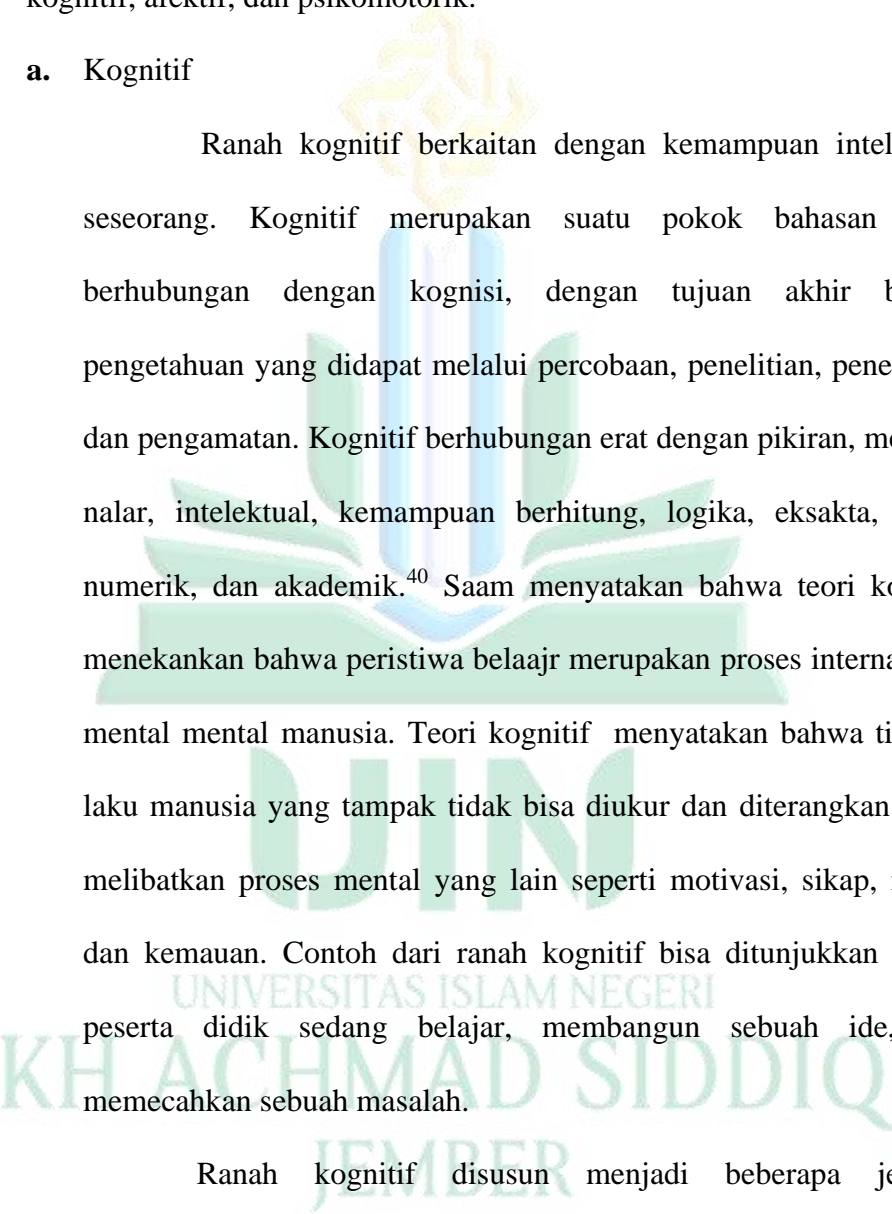 kognitif, afektif, dan psikomotorik.
a. Kognitif
Ranah kognitif berkaitan dengan kemampuan intel
seseorang. Kognitif merupakan suatu pokok bahasan
berhubungan dengan kognisi, dengan tujuan akhir b
pengetahuan yang didapat melalui percobaan, penelitian, pene
dan pengamatan. Kognitif berhubungan erat dengan pikiran, me
nalar, intelektual, kemampuan berhitung, logika, eksakta,
numerik, dan akademik.40 Saam menyatakan bahwa teori ko
menekankan bahwa peristiwa belaajr merupakan proses interna
mental mental manusia. Teori kognitif menyatakan bahwa ti
laku manusia yang tampak tidak bisa diukur dan diterangkan
melibatkan proses mental yang lain seperti motivasi, sikap,
dan kemauan. Contoh dari ranah kognitif bisa ditunjukkan
UNIVERSITAS ISLAM NEGERI
peserta didik sedang belajar, membangun sebuah ide,
KH ACHMAD SIDDIQ
memecahkan sebuah masalah.
Ranah kognitif disusun menjadi beberapa je
JEMBER
UIN